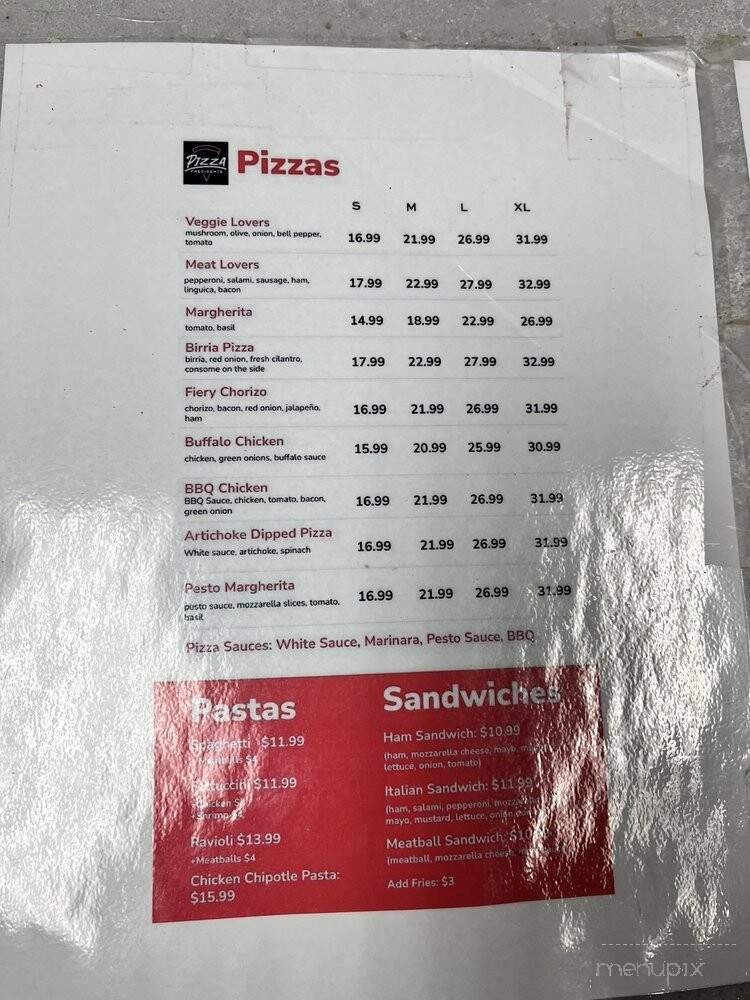 PIZZA
PRESIDENTE
Pizzas
S M L XL
Veggie Lovers
mushroom, olive, onion, bell pepper,
tomato
16.99 21.99 26.99 31.99
Meat Lovers
pepperoni, salami, sausage, ham,
linguica, bacon
17.99 22.99 27.99 32.99
Margherita
tomato, basil
14.99 18.99 22.99 26.99
Birria Pizza
birria, red onion, fresh cilantro,
consome on the side
17.99 22.99 27.99 32.99
Fiery Chorizo
chorizo, bacon, red onion, jalapeño,
ham
16.99 21.99 26.99 31.99
Buffalo Chicken
chicken, green onions, buffalo sauce
15.99 20.99 25.99 30.99
BBQ Chicken
BBQ Sauce, chicken, tomato, bacon,
green onion
16.99 21.99 26.99 31.99
Artichoke Dipped Pizza
White sauce, artichoke, spinach
16.99 21.99 26.99 31.99
Pesto Margherita
pusto sauce, mozzarella slices, tomato,
basil
16.99 21.99 26.99 31.99
Pizza Sauces: White Sauce, Marinara, Pesto Sauce, BBQ
Pastas
Spaghetti $11.99
+Meatballs $4
Fettuccini $11.99
+Chicken
+Shrimp
Ravioli $13.99
+Meatballs $4
Chicken Chipotle Pasta:
$15.99
Sandwiches
Ham Sandwich: $10.99
(ham, mozzarella cheese, mayo,
lettuce, onion, tomato)
Italian Sandwich: $11.99
(ham, salami, pepperoni, mozzarella
mayo, mustard, lettuce, onion,
Meatball Sandwich:
(meatball, mozzarella cheese,
Add Fries: $3
menupix